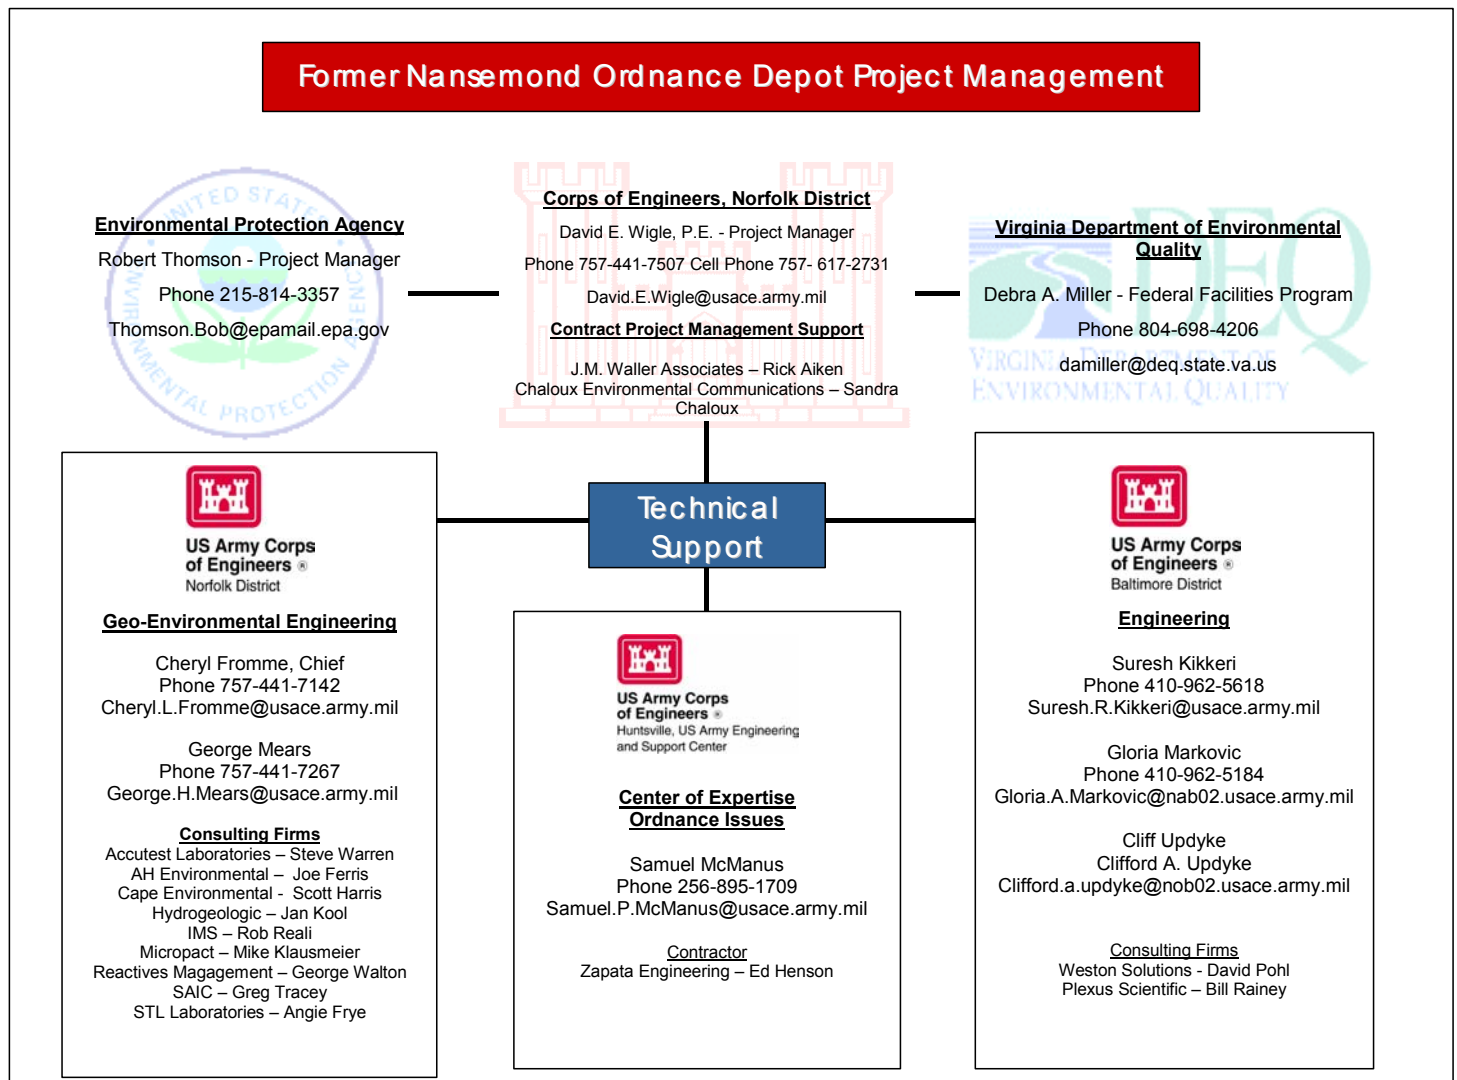 Former Nansemond Ordnance Depot Project Management
UNITED STATES
ENVIRONMENTAL PROTECTION AGENCY
Environmental Protection Agency
Robert Thomson - Project Manager
Phone 215-814-3357
Thomson.Bob@epamail.epa.gov
Corps of Engineers, Norfolk District
David E. Wigle, P.E. - Project Manager
Phone 757-441-7507 Cell Phone 757- 617-2731
David.E.Wigle@usace.army.mil
Contract Project Management Support
J.M. Waller Associates – Rick Aiken
Chaloux Environmental Communications – Sandra
Chaloux
DEQ
Virginia Department of Environmental
Quality
Debra A. Miller - Federal Facilities Program
Phone 804-698-4206
damiller@deq.state.va.us
VIRGINIA DEPARTMENT OF
ENVIRONMENTAL QUALITY
Technical
Support
US Army Corps
of Engineers ®
Norfolk District
Geo-Environmental Engineering
Cheryl Fromme, Chief
Phone 757-441-7142
Cheryl.L.Fromme@usace.army.mil
George Mears
Phone 757-441-7267
George.H.Mears@usace.army.mil
Consulting Firms
Accutest Laboratories – Steve Warren
AH Environmental – Joe Ferris
Cape Environmental - Scott Harris
Hydrogeologic – Jan Kool
IMS – Rob Reali
Micropact – Mike Klausmeier
Reactives Magagement – George Walton
SAIC – Greg Tracey
STL Laboratories – Angie Frye
US Army Corps
of Engineers ®
Huntsville, US Army Engineering
and Support Center
Center of Expertise
Ordnance Issues
Samuel McManus
Phone 256-895-1709
Samuel.P.McManus@usace.army.mil
Contractor
Zapata Engineering – Ed Henson
US Army Corps
of Engineers ®
Baltimore District
Engineering
Suresh Kikkeri
Phone 410-962-5618
Suresh.R.Kikkeri@usace.army.mil
Gloria Markovic
Phone 410-962-5184
Gloria.A.Markovic@nab02.usace.army.mil
Cliff Updyke
Clifford A. Updyke
Clifford.a.updyke@nob02.usace.army.mil
Consulting Firms
Weston Solutions - David Pohl
Plexus Scientific – Bill Rainey